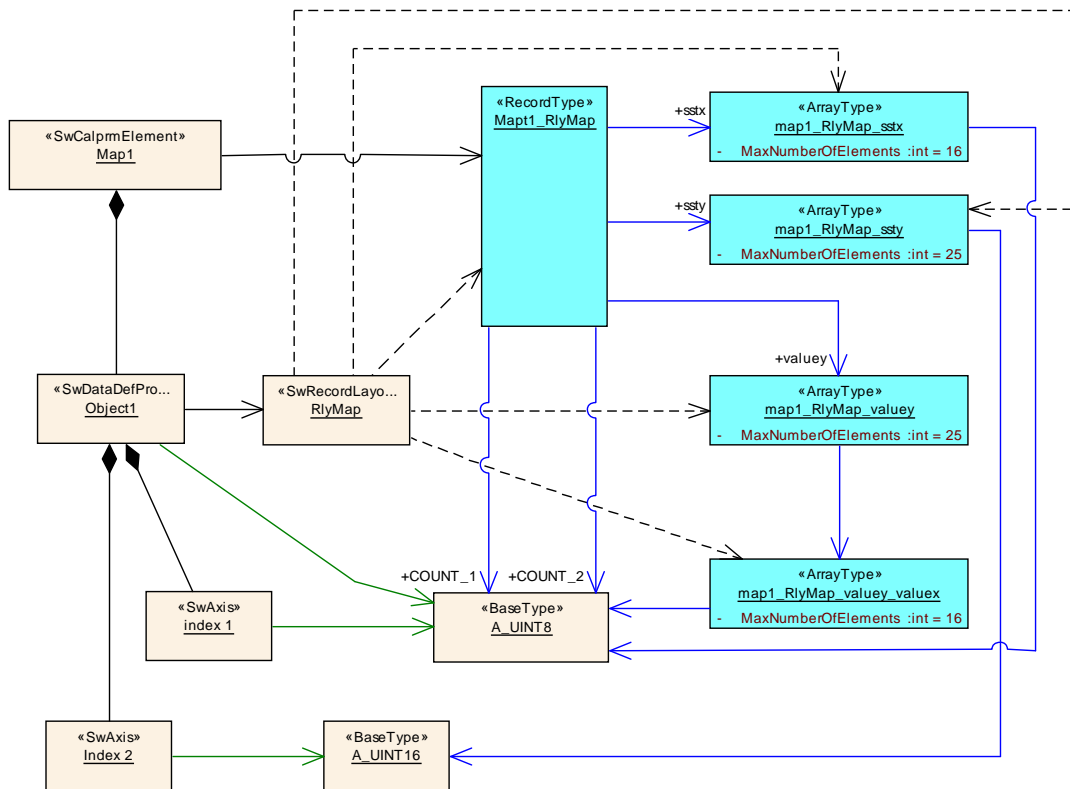 «SwCalprmElement»
Map1
«RecordType»
Mapt1_RlyMap
+sstx
«ArrayType»
map1_RlyMap_sstx
- MaxNumberOfElements :int = 16
+ssty
«ArrayType»
map1_RlyMap_ssty
- MaxNumberOfElements :int = 25
+valuey
«SwDataDefPro...
Object1
«SwRecordLayo...
RlyMap
«ArrayType»
map1_RlyMap_valuey
- MaxNumberOfElements :int = 25
+COUNT_1
+COUNT_2
«ArrayType»
map1_RlyMap_valuey_valuex
- MaxNumberOfElements :int = 16
«SwAxis»
index 1
«BaseType»
A_UINT8
«SwAxis»
Index 2
«BaseType»
A_UINT16